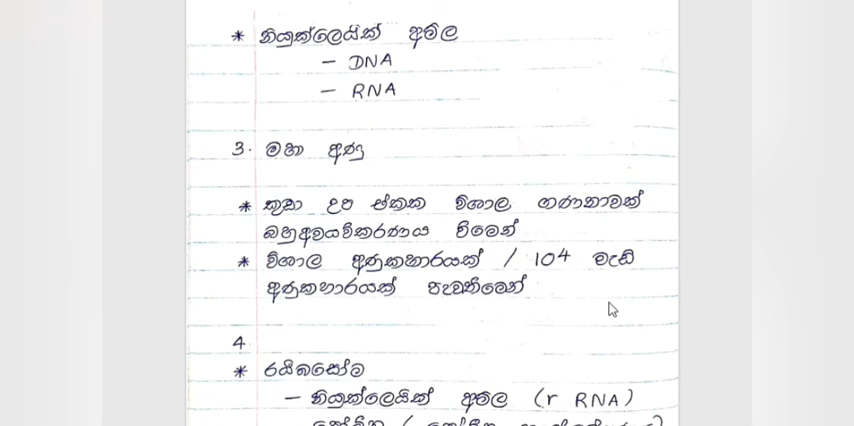 * නියුක්ලෙයික් අම්ල
- DNA
- RNA
3. මහා අණු
* කුඩා උප ඒකක විශාල ගණනාවක්
බහුඅවයවිකරණය වීමෙන්
* විශාල අණුකභාරයක් / 104 වැඩි
අණුකභාරයක් පැවතීමෙන්
4
* රයිබසෝම
- නියුක්ලෙයික් අම්ල (r RNA)